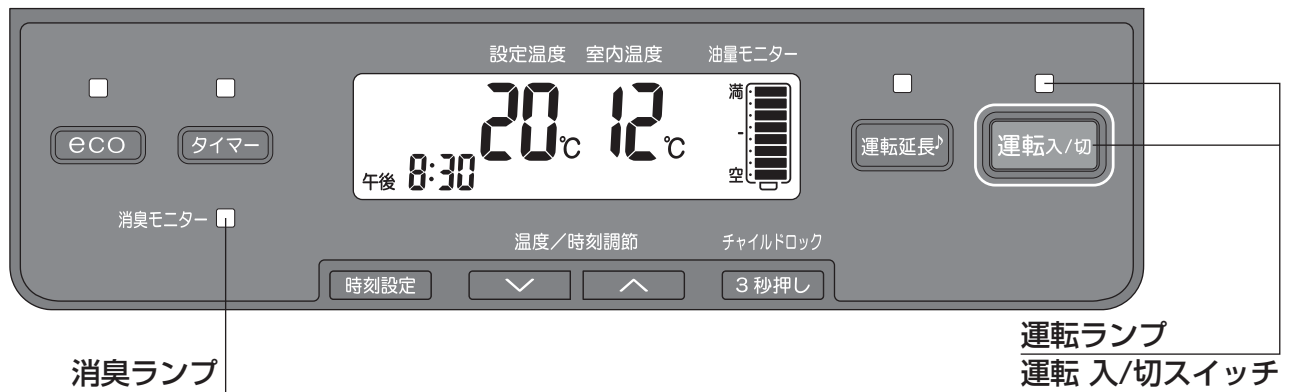 設定温度 室内温度 油量モニター
満
20℃ 12℃
eco タイマー
運転延長♪ 運転入/切
午後 8:30
空
消臭モニター
温度／時刻調節 チャイルドロック
時刻設定 3秒押し
運転ランプ
消臭ランプ 運転 入/切スイッチ